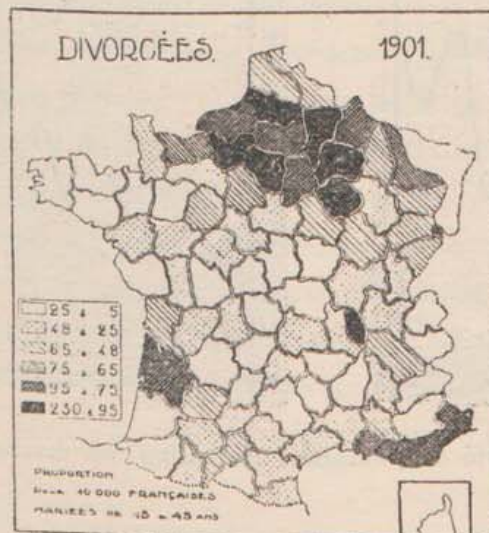 DIVORCÉES. 1901.
25 à 5
48 à 25
65 à 48
75 à 65
95 à 75
230 à 95
PROPORTION
POUR 10 000 FRANÇAISES
MARIÉES DE 15 à 45 ANS